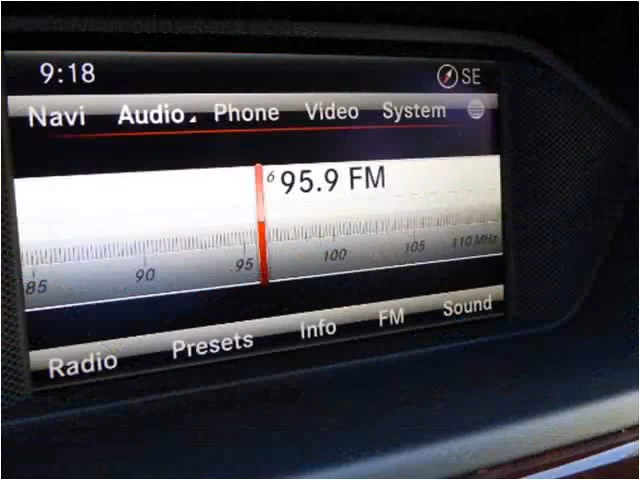 9:18 SE
Navi Audio Phone Video System
6 95.9 FM
85 90 95 100 105 110 MHz
Radio Presets Info FM Sound